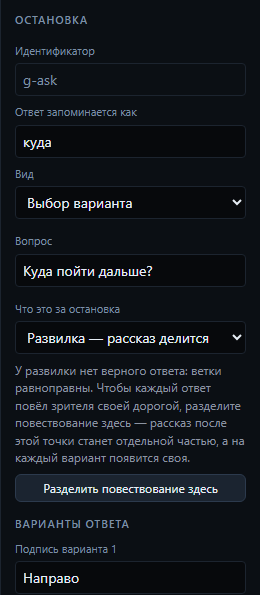 ОСТАНОВКА
Идентификатор
g-ask
Ответ запоминается как
куда
Вид
Выбор варианта
Вопрос
Куда пойти дальше?
Что это за остановка
Развилка — рассказ делится
У развилки нет верного ответа: ветки
равноправны. Чтобы каждый ответ
повёл зрителя своей дорогой, разделите
повествование здесь — рассказ после
этой точки станет отдельной частью, а на
каждый вариант появится своя.
Разделить повествование здесь
ВАРИАНТЫ ОТВЕТА
Подпись варианта 1
Направо